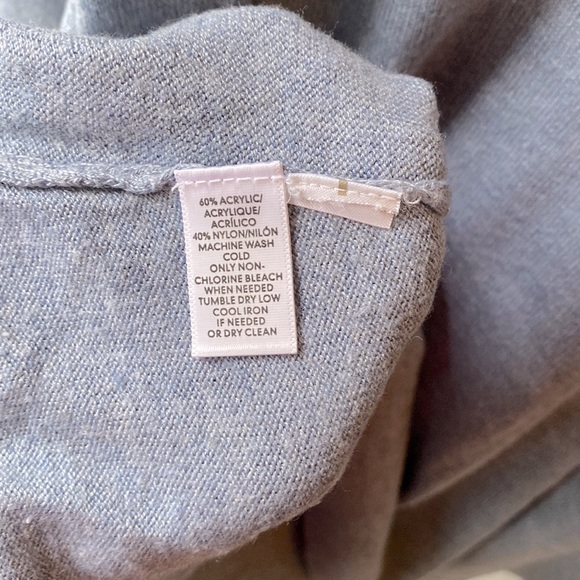 60% ACRYLIC/
ACRYLIQUE/
ACRÍLICO
40% NYLON/NILÓN
MACHINE WASH
COLD
ONLY NON-
CHLORINE BLEACH
WHEN NEEDED
TUMBLE DRY LOW
COOL IRON
IF NEEDED
OR DRY CLEAN